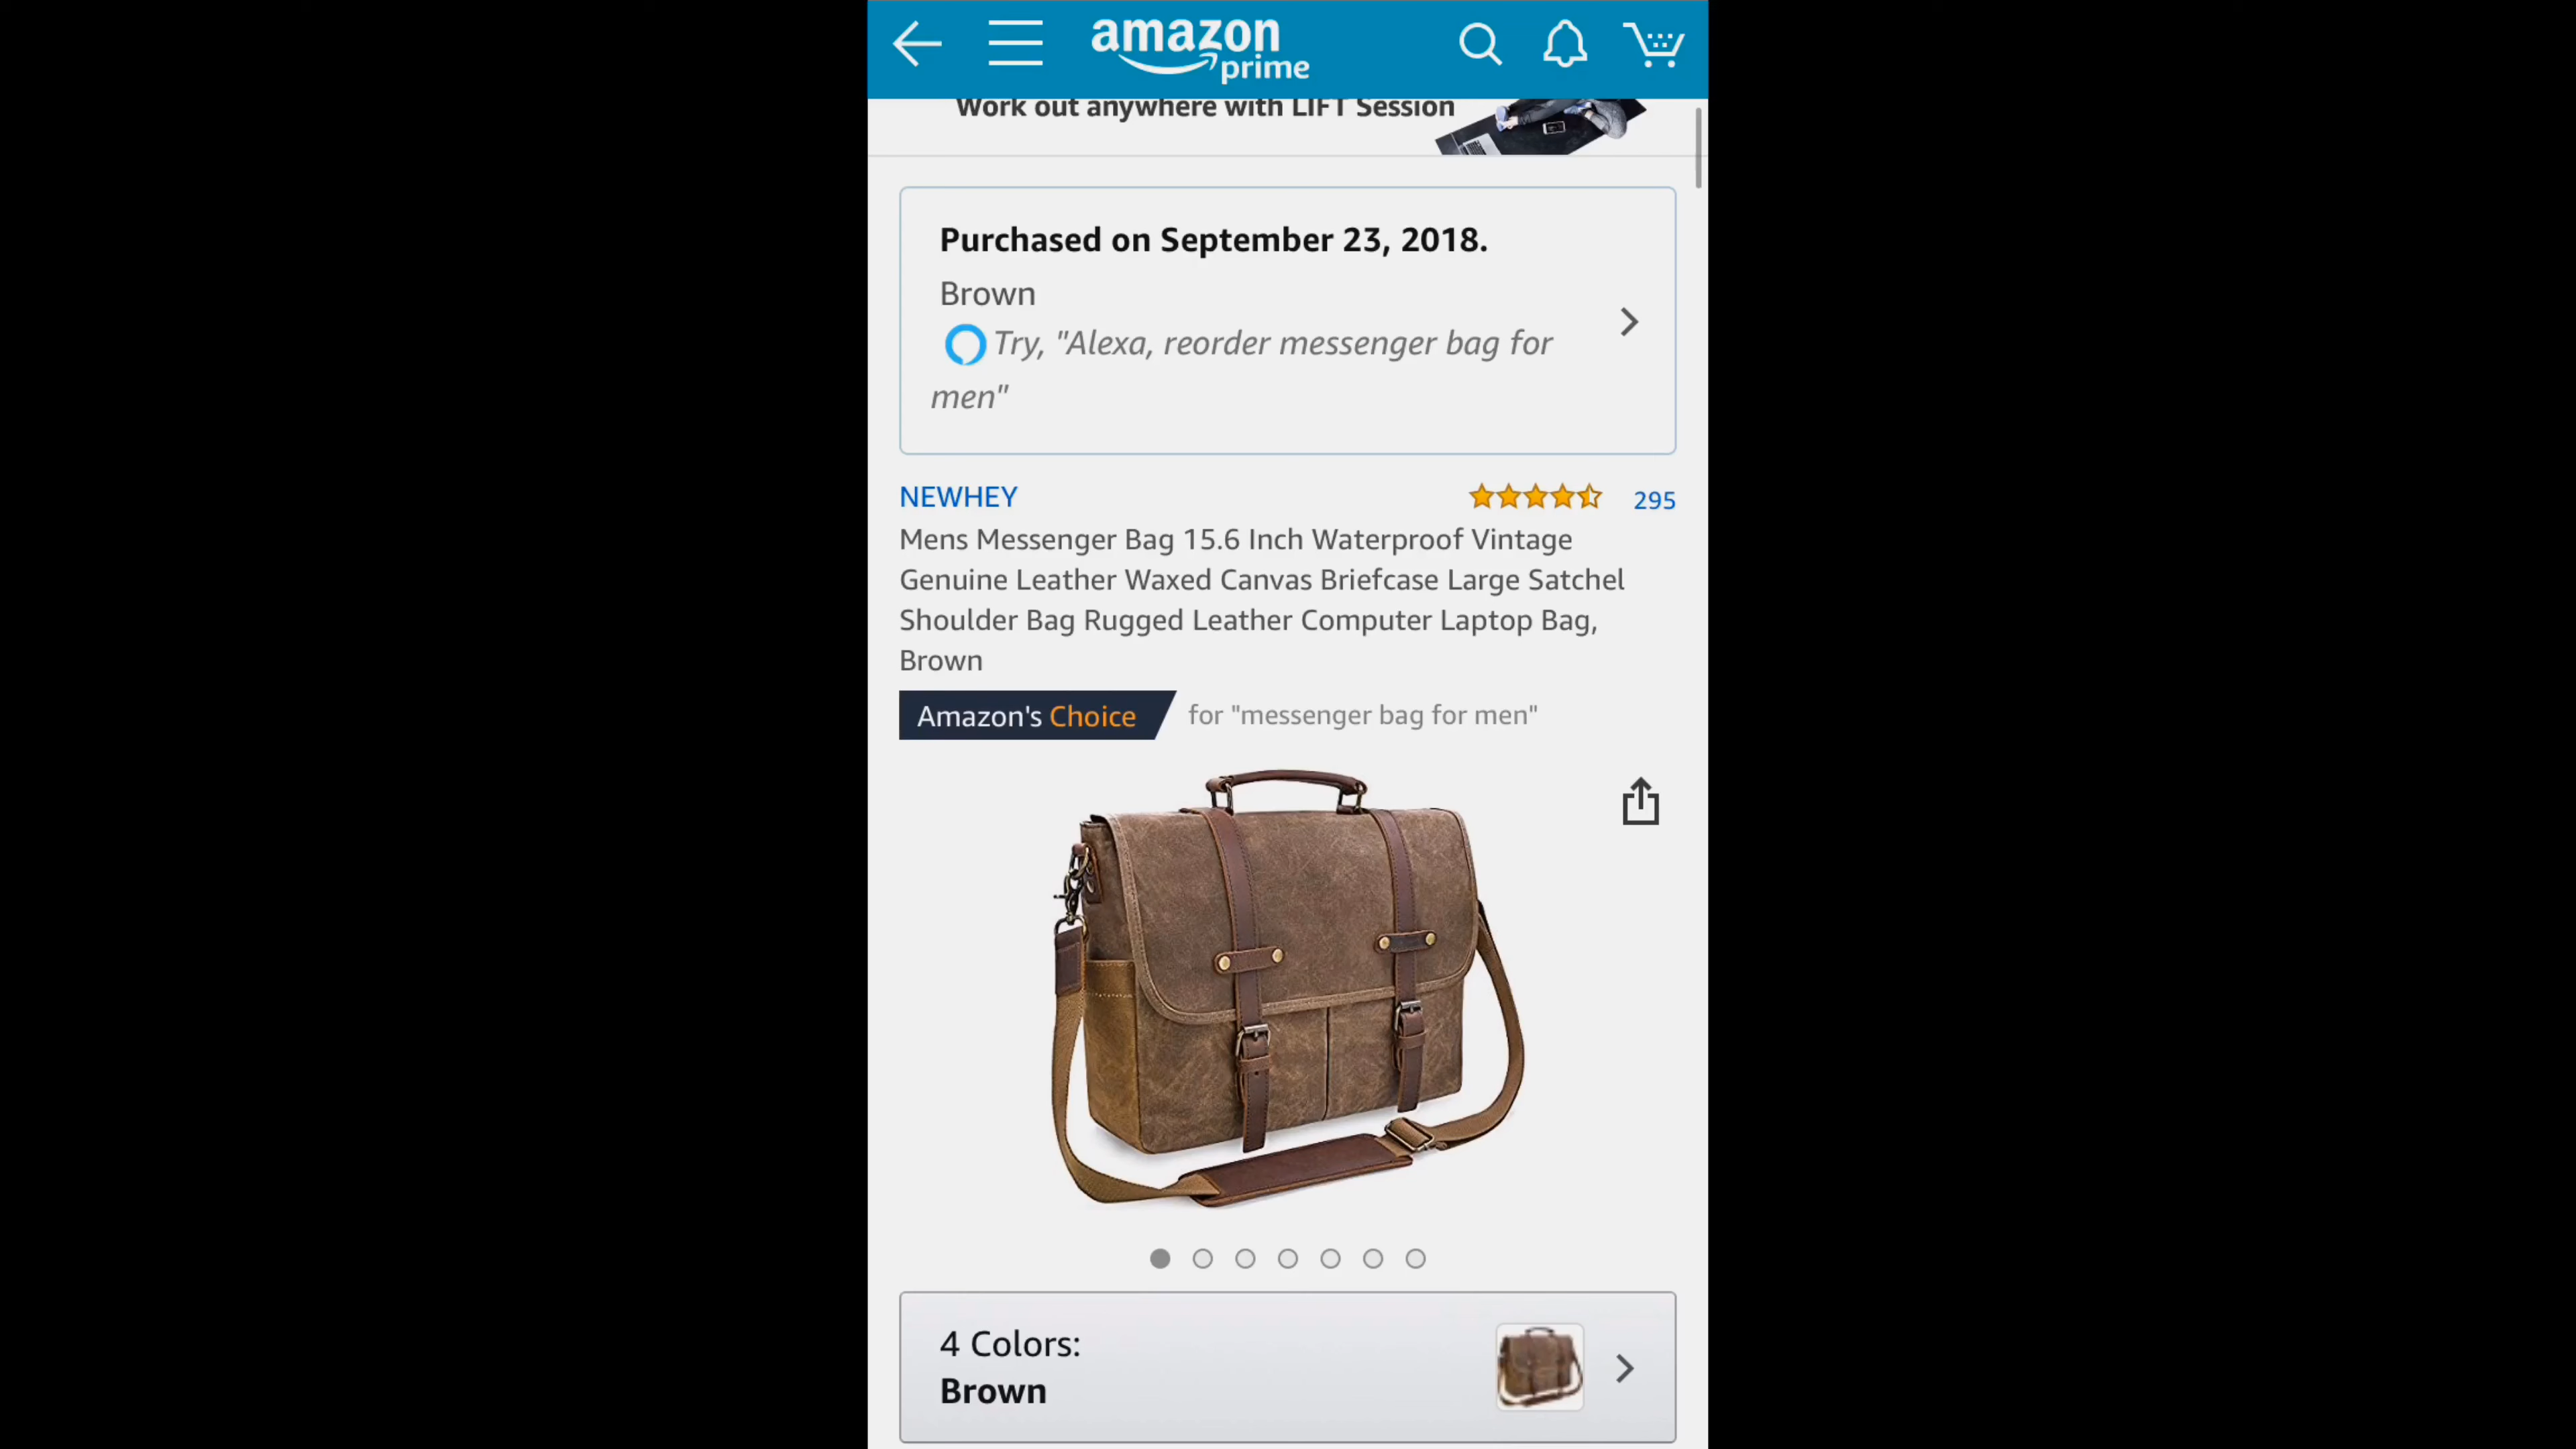 amazon
prime
Work out anywhere with LIFT Session
Purchased on September 23, 2018.
Brown
Try, "Alexa, reorder messenger bag for
men"
NEWHEY
295
Mens Messenger Bag 15.6 Inch Waterproof Vintage
Genuine Leather Waxed Canvas Briefcase Large Satchel
Shoulder Bag Rugged Leather Computer Laptop Bag,
Brown
Amazon's Choice for "messenger bag for men"
4 Colors:
Brown